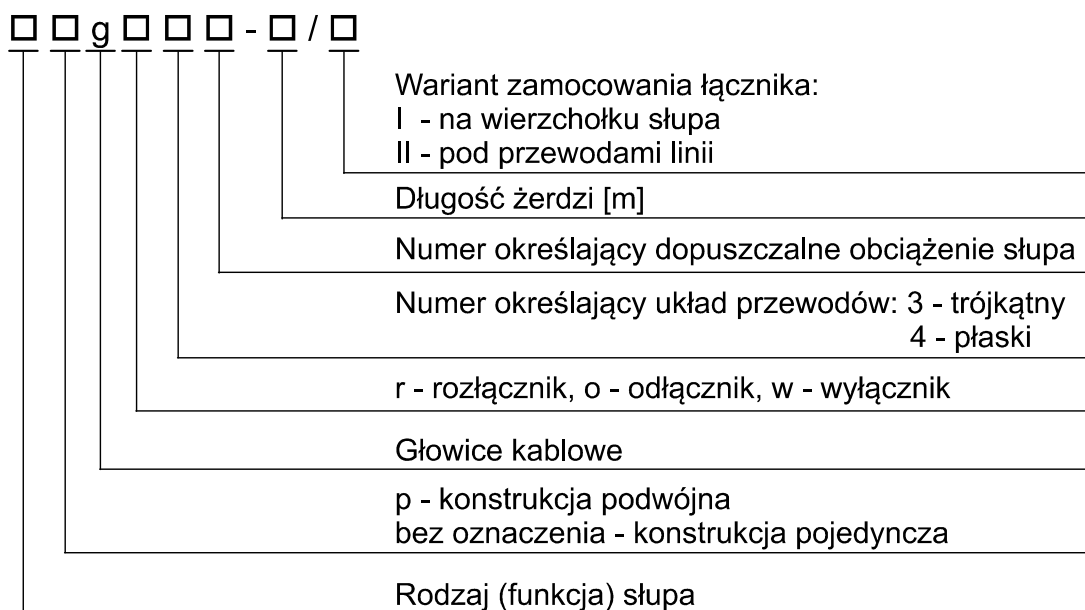 □ □ g □ □ □ - □ / □
Wariant zamocowania łącznika:
I - na wierzchołku słupa
II - pod przewodami linii
Długość żerdzi [m]
Numer określający dopuszczalne obciążenie słupa
Numer określający układ przewodów: 3 - trójkątny
4 - płaski
r - rozłącznik, o - odłącznik, w - wyłącznik
Głowice kablowe
p - konstrukcja podwójna
bez oznaczenia - konstrukcja pojedyncza
Rodzaj (funkcja) słupa